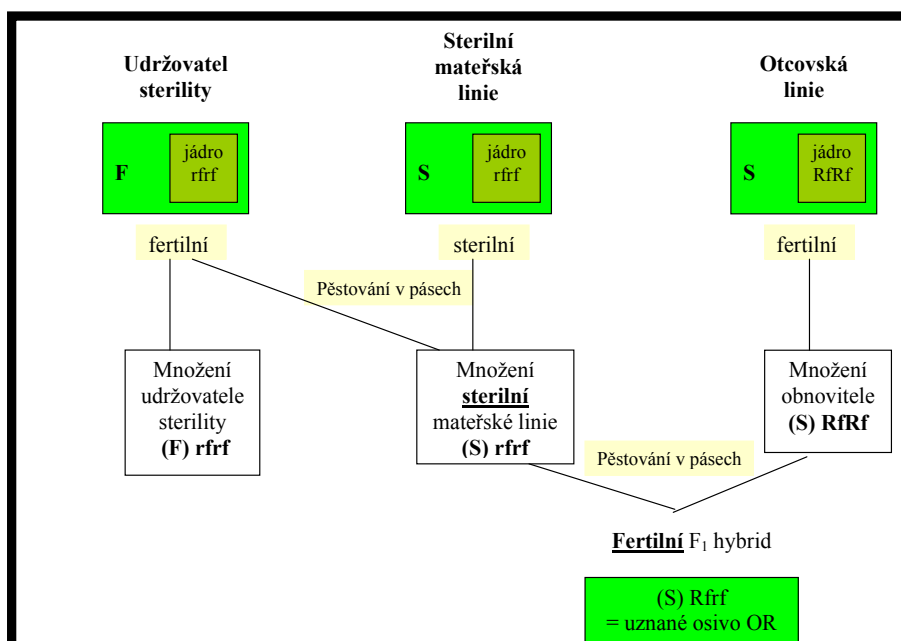 Udržovatel
sterility
Sterilní
mateřská
linie
Otcovská
linie
F
jádro
rfrf
S
jádro
rfrf
S
jádro
RfRf
fertilní
sterilní
fertilní
Pěstování v pásech
Množení
udržovatele
sterility
(F) rfrf
Množení
sterilní
mateřské linie
(S) rfrf
Množení
obnovitele
(S) RfRf
Pěstování v pásech
Fertilní F₁ hybrid
(S) Rfrf
= uznané osivo OR